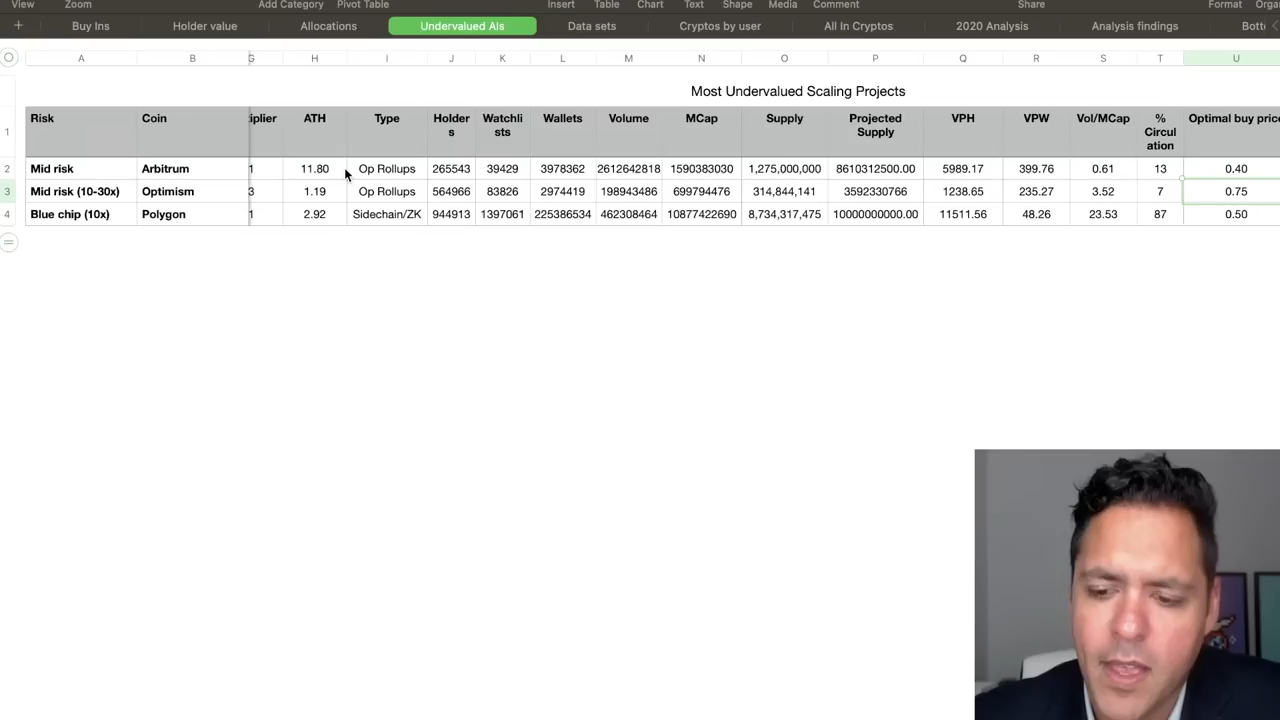 View Zoom Add Category Pivot Table Insert Table Chart Text Shape Media Comment Share Format
+ Buy Ins Holder value Allocations Undervalued Als Data sets Cryptos by user All In Cryptos 2020 Analysis Analysis findings
A B G H I J K L M N O P Q R S T U
Most Undervalued Scaling Projects
1 Risk Coin iplier ATH Type Holders Watchlists Wallets Volume MCap Supply Projected Supply VPH VPW Vol/MCap % Circulation Optimal buy price
2 Mid risk Arbitrum 1 11.80 Op Rollups 265543 39429 3978362 2612642818 1590383030 1,275,000,000 8610312500.00 5989.17 399.76 0.61 13 0.40
3 Mid risk (10-30x) Optimism 3 1.19 Op Rollups 564966 83826 2974419 198943486 699794476 314,844,141 3592330766 1238.65 235.27 3.52 7 0.75
4 Blue chip (10x) Polygon 1 2.92 Sidechain/ZK 944913 1397061 225386534 462308464 10877422690 8,734,317,475 10000000000.00 11511.56 48.26 23.53 87 0.50